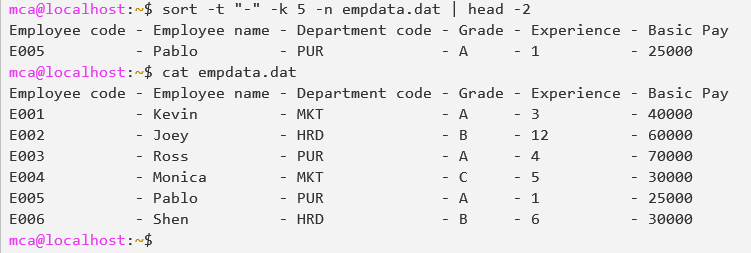 mca@localhost:~$ sort -t "-" -k 5 -n empdata.dat | head -2
Employee code - Employee name - Department code - Grade - Experience - Basic Pay
E005          - Pablo         - PUR             - A     - 1          - 25000
mca@localhost:~$ cat empdata.dat
Employee code - Employee name - Department code - Grade - Experience - Basic Pay
E001          - Kevin         - MKT             - A     - 3          - 40000
E002          - Joey          - HRD             - B     - 12         - 60000
E003          - Ross          - PUR             - A     - 4          - 70000
E004          - Monica        - MKT             - C     - 5          - 30000
E005          - Pablo         - PUR             - A     - 1          - 25000
E006          - Shen          - HRD             - B     - 6          - 30000
mca@localhost:~$